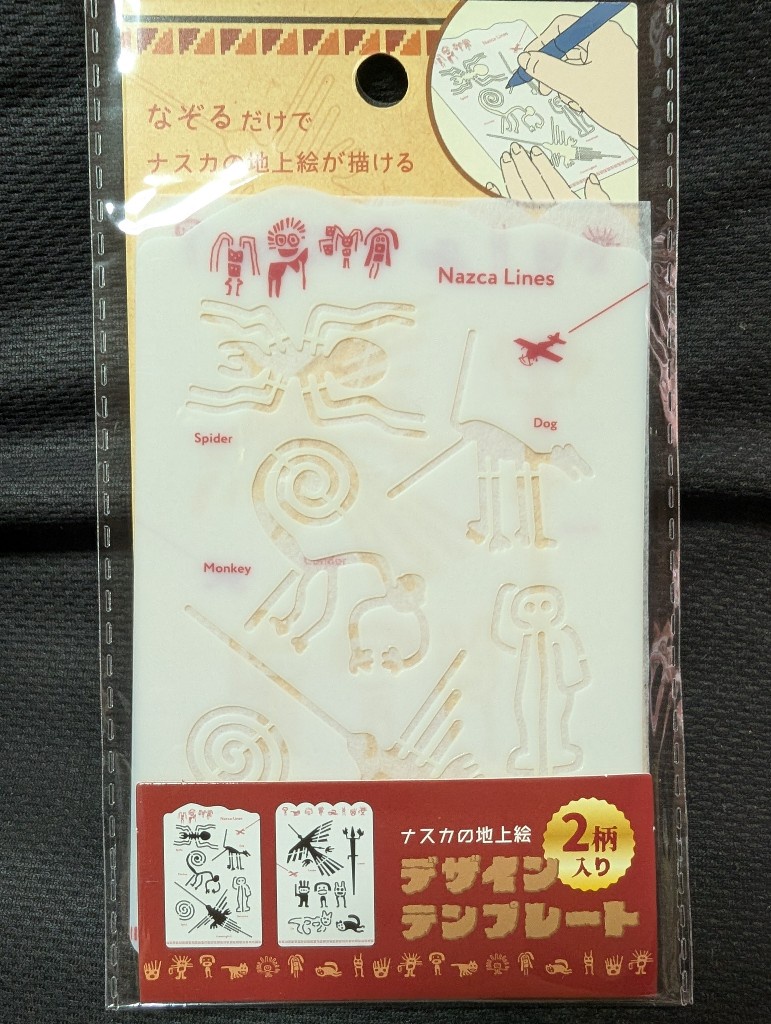 なぞるだけで
ナスカの地上絵が描ける
Nazca Lines
Dog
Spider
Monkey
Condor
ナスカの地上絵
デザイン
テンプレート
2柄
入り